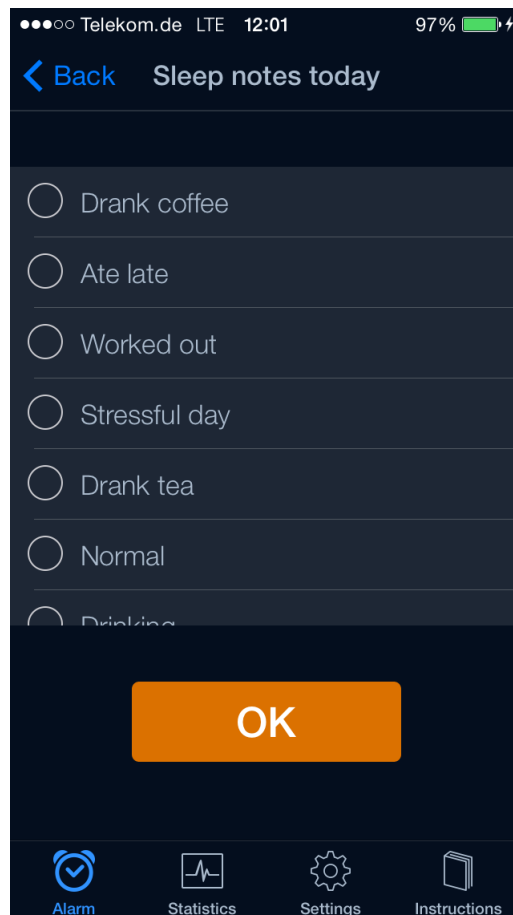 Telekom.de LTE 12:01 97%
Back Sleep notes today
Drank coffee
Ate late
Worked out
Stressful day
Drank tea
Normal
Drinking
OK
Alarm Statistics Settings Instructions